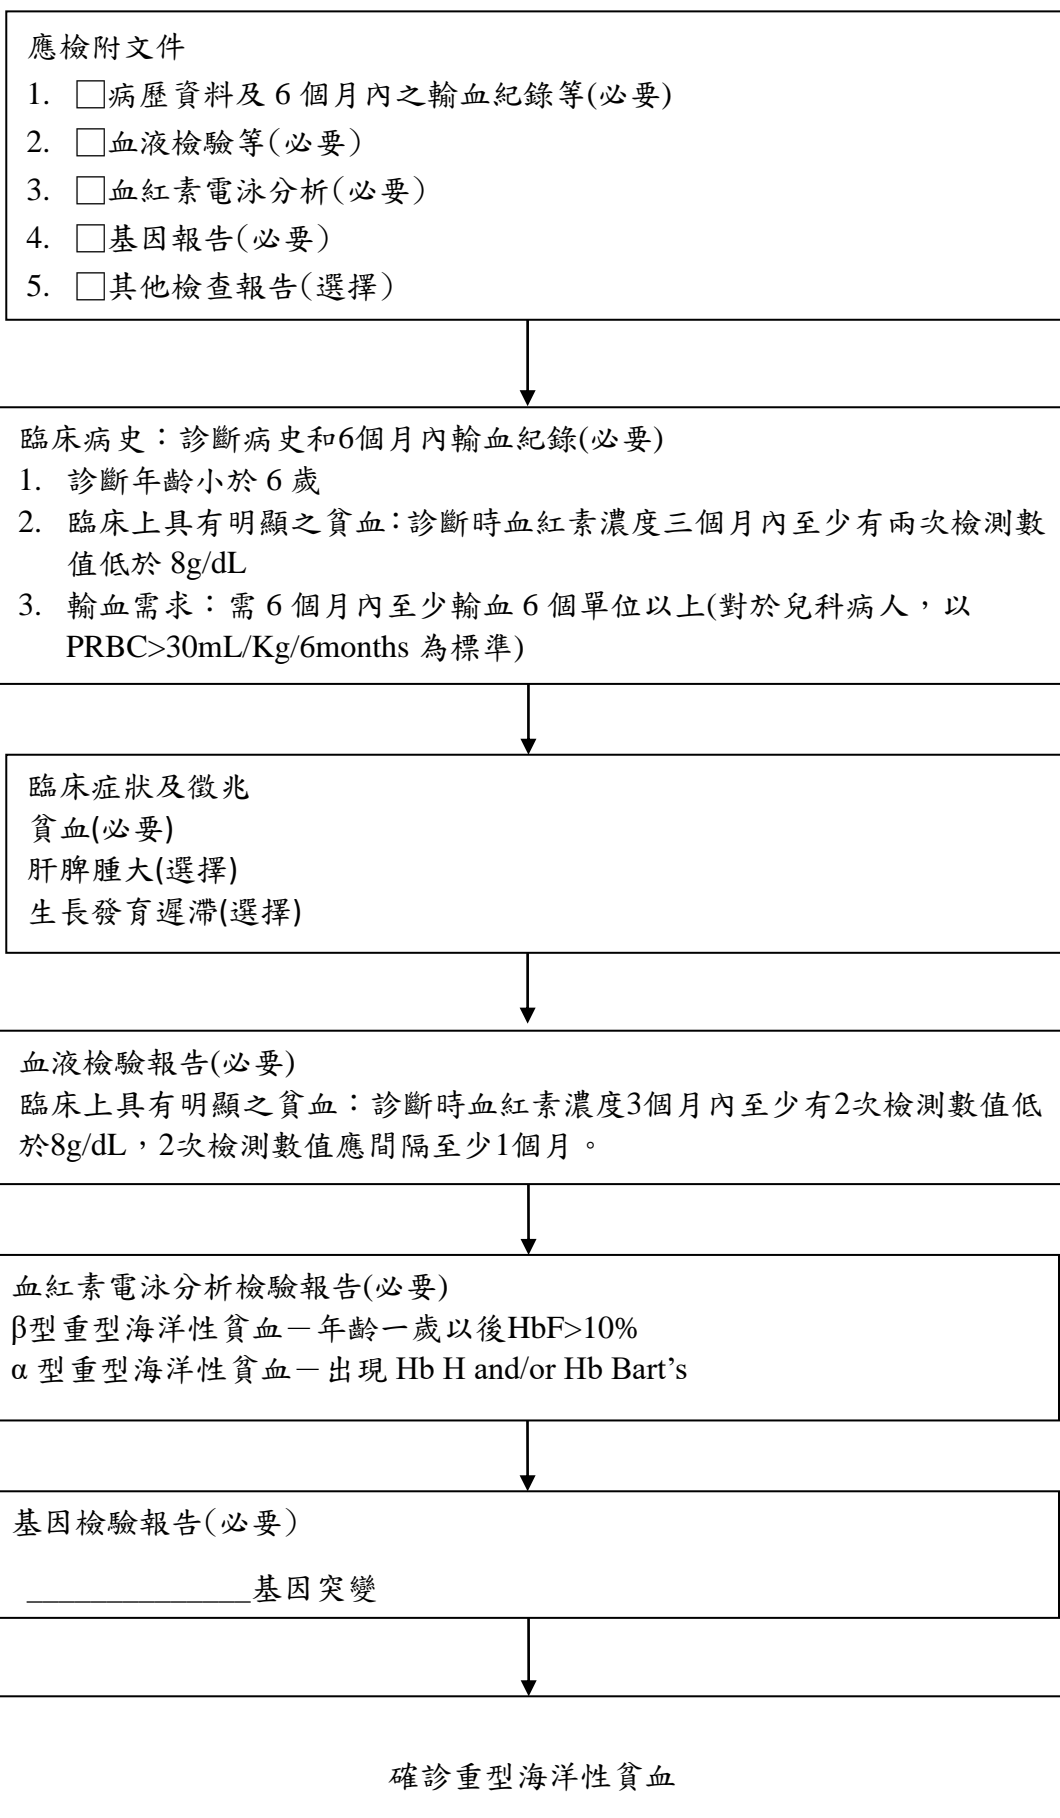 應檢附文件
1. □病歷資料及 6 個月內之輸血紀錄等(必要)
2. □血液檢驗等(必要)
3. □血紅素電泳分析(必要)
4. □基因報告(必要)
5. □其他檢查報告(選擇)
臨床病史：診斷病史和6個月內輸血紀錄(必要)
1. 診斷年齡小於 6 歲
2. 臨床上具有明顯之貧血：診斷時血紅素濃度三個月內至少有兩次檢測數
值低於 8g/dL
3. 輸血需求：需 6 個月內至少輸血 6 個單位以上(對於兒科病人，以
PRBC>30mL/Kg/6months 為標準)
臨床症狀及徵兆
貧血(必要)
肝脾腫大(選擇)
生長發育遲滯(選擇)
血液檢驗報告(必要)
臨床上具有明顯之貧血：診斷時血紅素濃度3個月內至少有2次檢測數值低
於8g/dL，2次檢測數值應間隔至少1個月。
血紅素電泳分析檢驗報告(必要)
β型重型海洋性貧血－年齡一歲以後HbF>10%
α 型重型海洋性貧血－出現 Hb H and/or Hb Bart’s
基因檢驗報告(必要)
______________基因突變
確診重型海洋性貧血